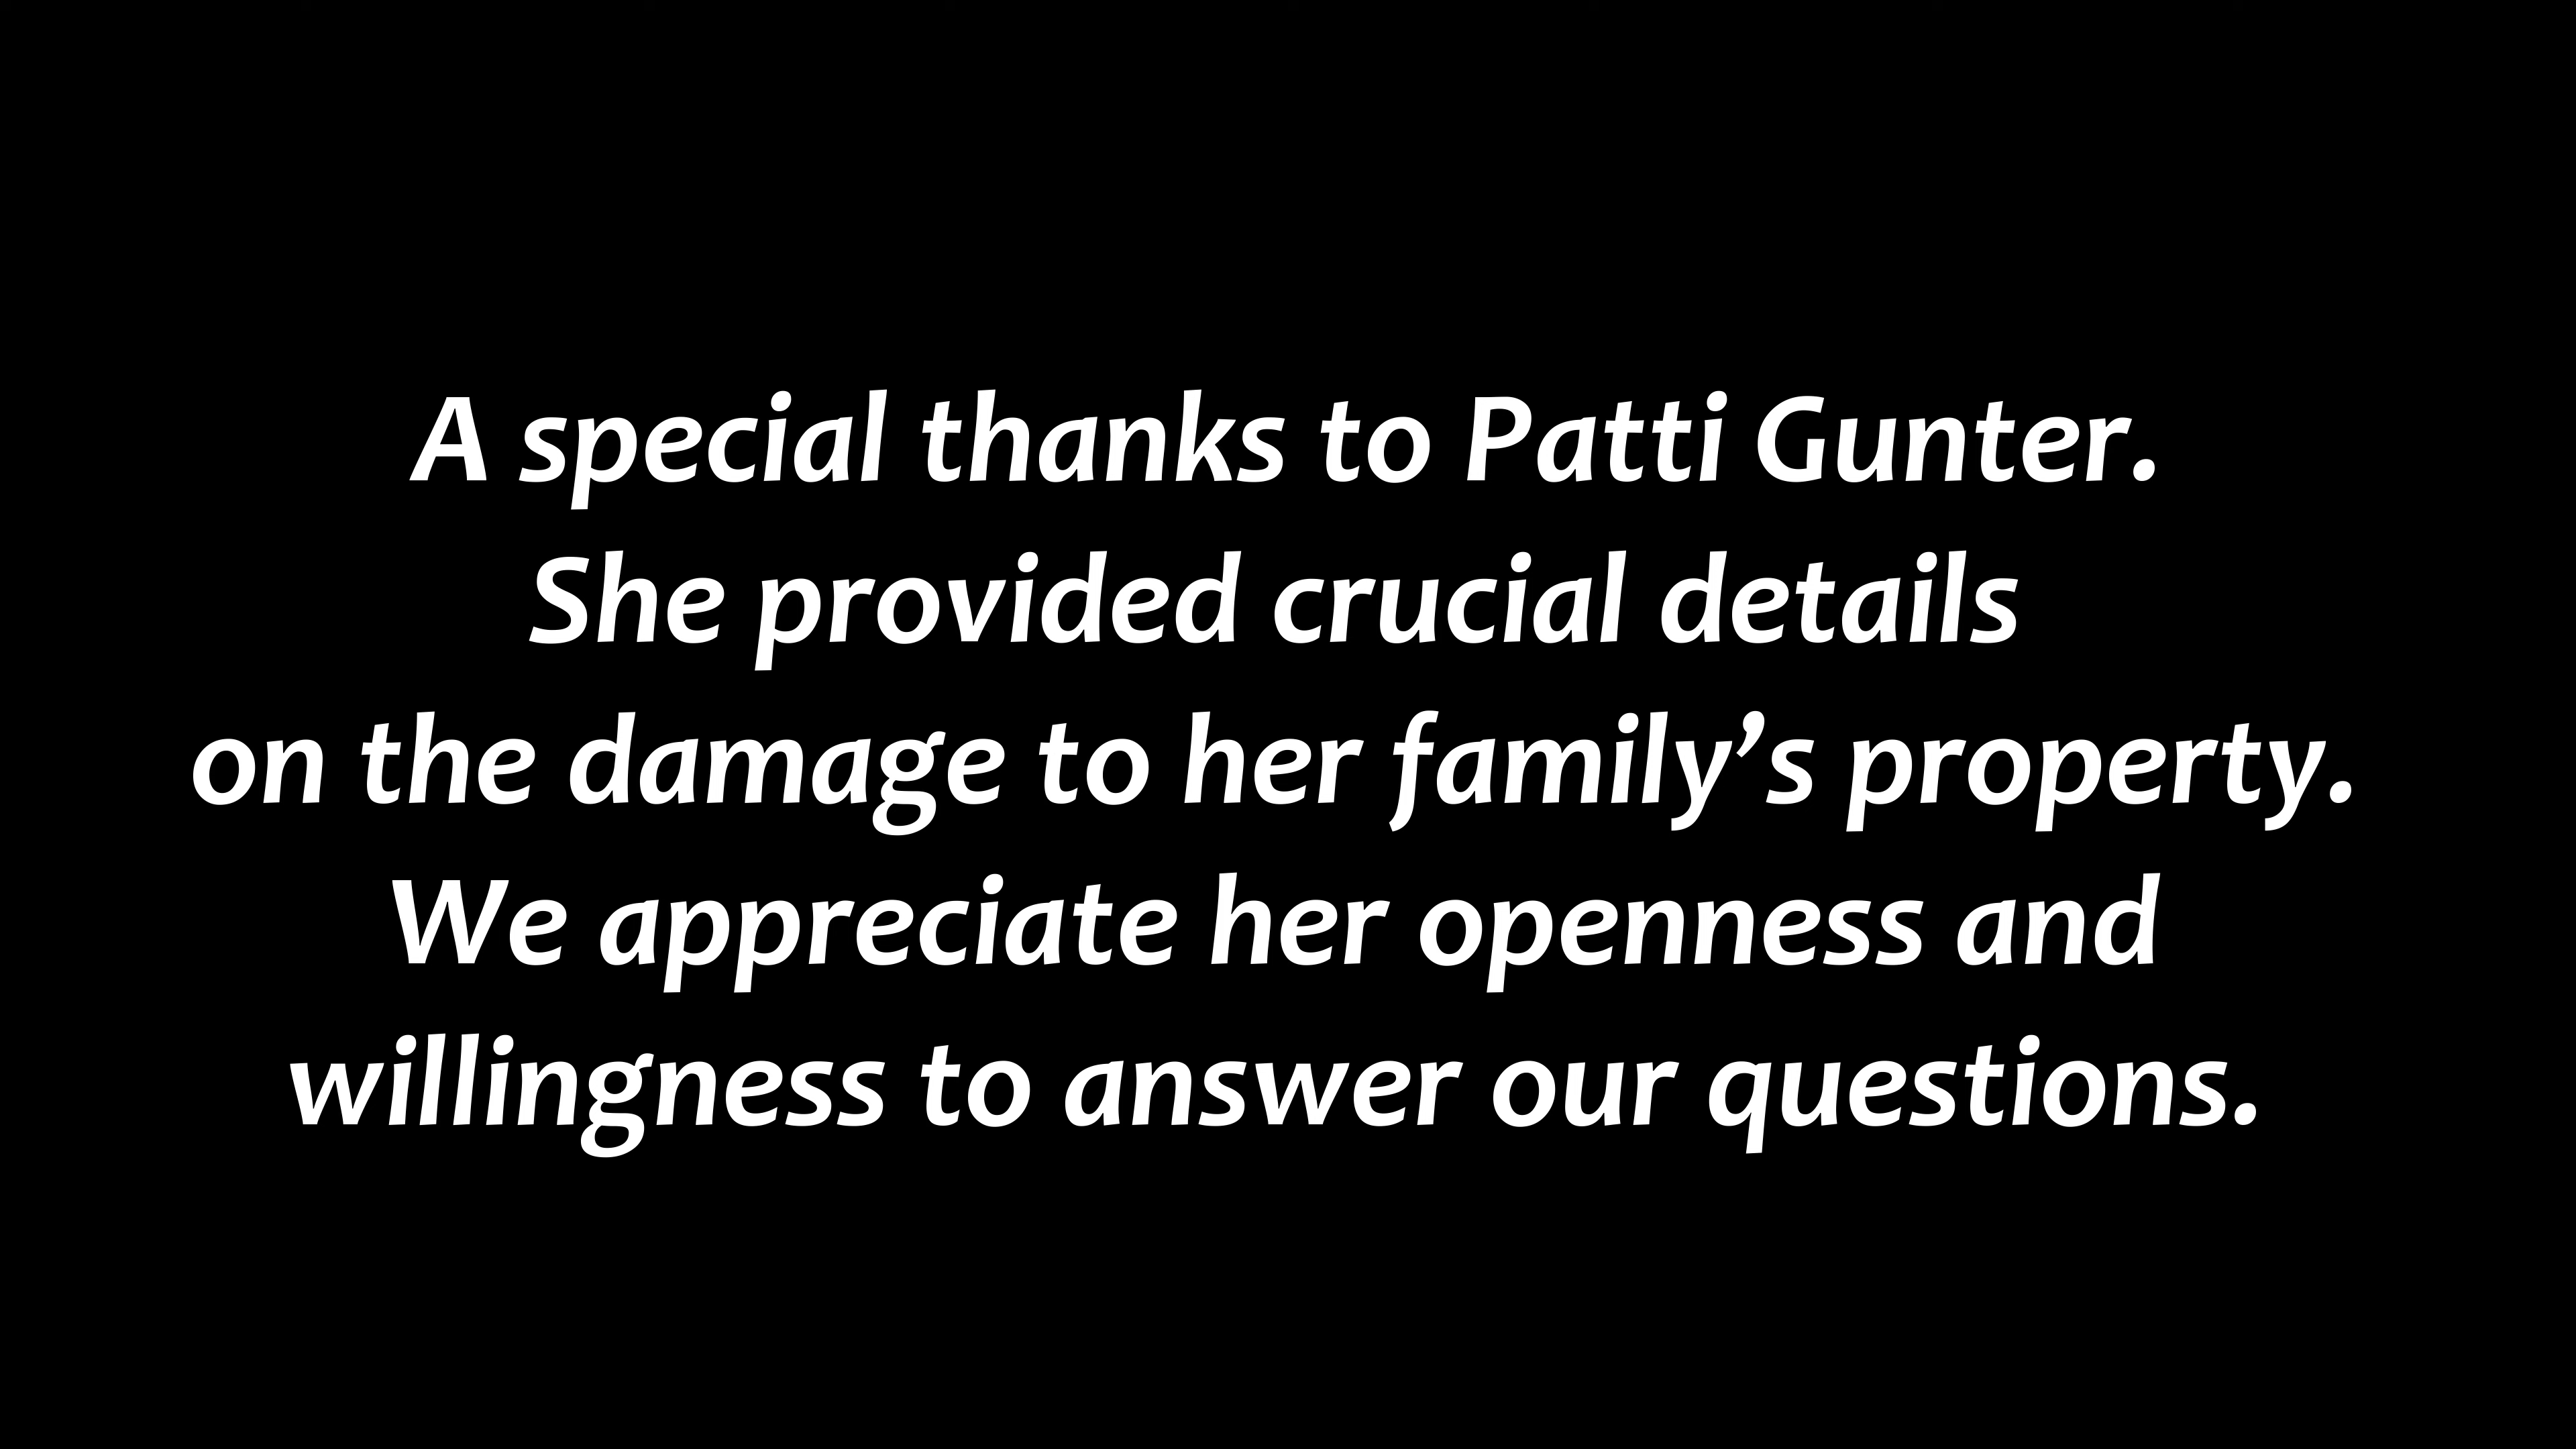 A special thanks to Patti Gunter.
She provided crucial details
on the damage to her family’s property.
We appreciate her openness and
willingness to answer our questions.